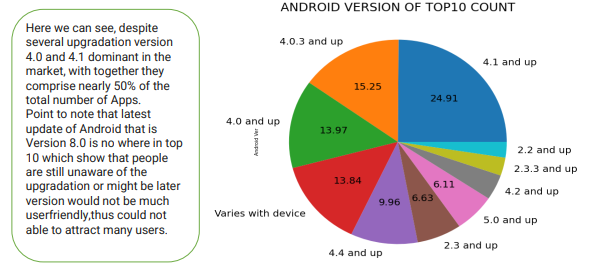 Here we can see, despite
several upgradation version
4.0 and 4.1 dominant in the
market, with together they
comprise nearly 50% of the
total number of Apps.
Point to note that latest
update of Android that is
Version 8.0 is no where in top
10 which show that people
are still unaware of the
upgradation or might be later
version would not be much
userfriendly,thus could not
able to attract many users.
ANDROID VERSION OF TOP10 COUNT
4.0.3 and up
4.1 and up
15.25
24.91
4.0 and up
13.97
Android Ver
2.2 and up
2.3.3 and up
13.84
6.11
4.2 and up
9.96
6.63
Varies with device
5.0 and up
2.3 and up
4.4 and up